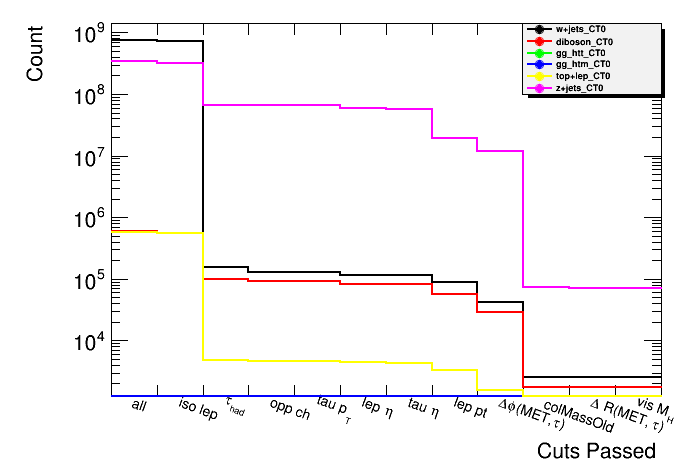 Count
10^9
10^8
10^7
10^6
10^5
10^4
w+jets_CT0
diboson_CT0
gg_htt_CT0
gg_htm_CT0
top+lep_CT0
z+jets_CT0
all
iso lep
τ_had
opp ch
tau p_T
lep η
tau η
lep pt
Δϕ(MET,τ)
colMassOld
Δ R(MET, τ)
vis M_H
Cuts Passed